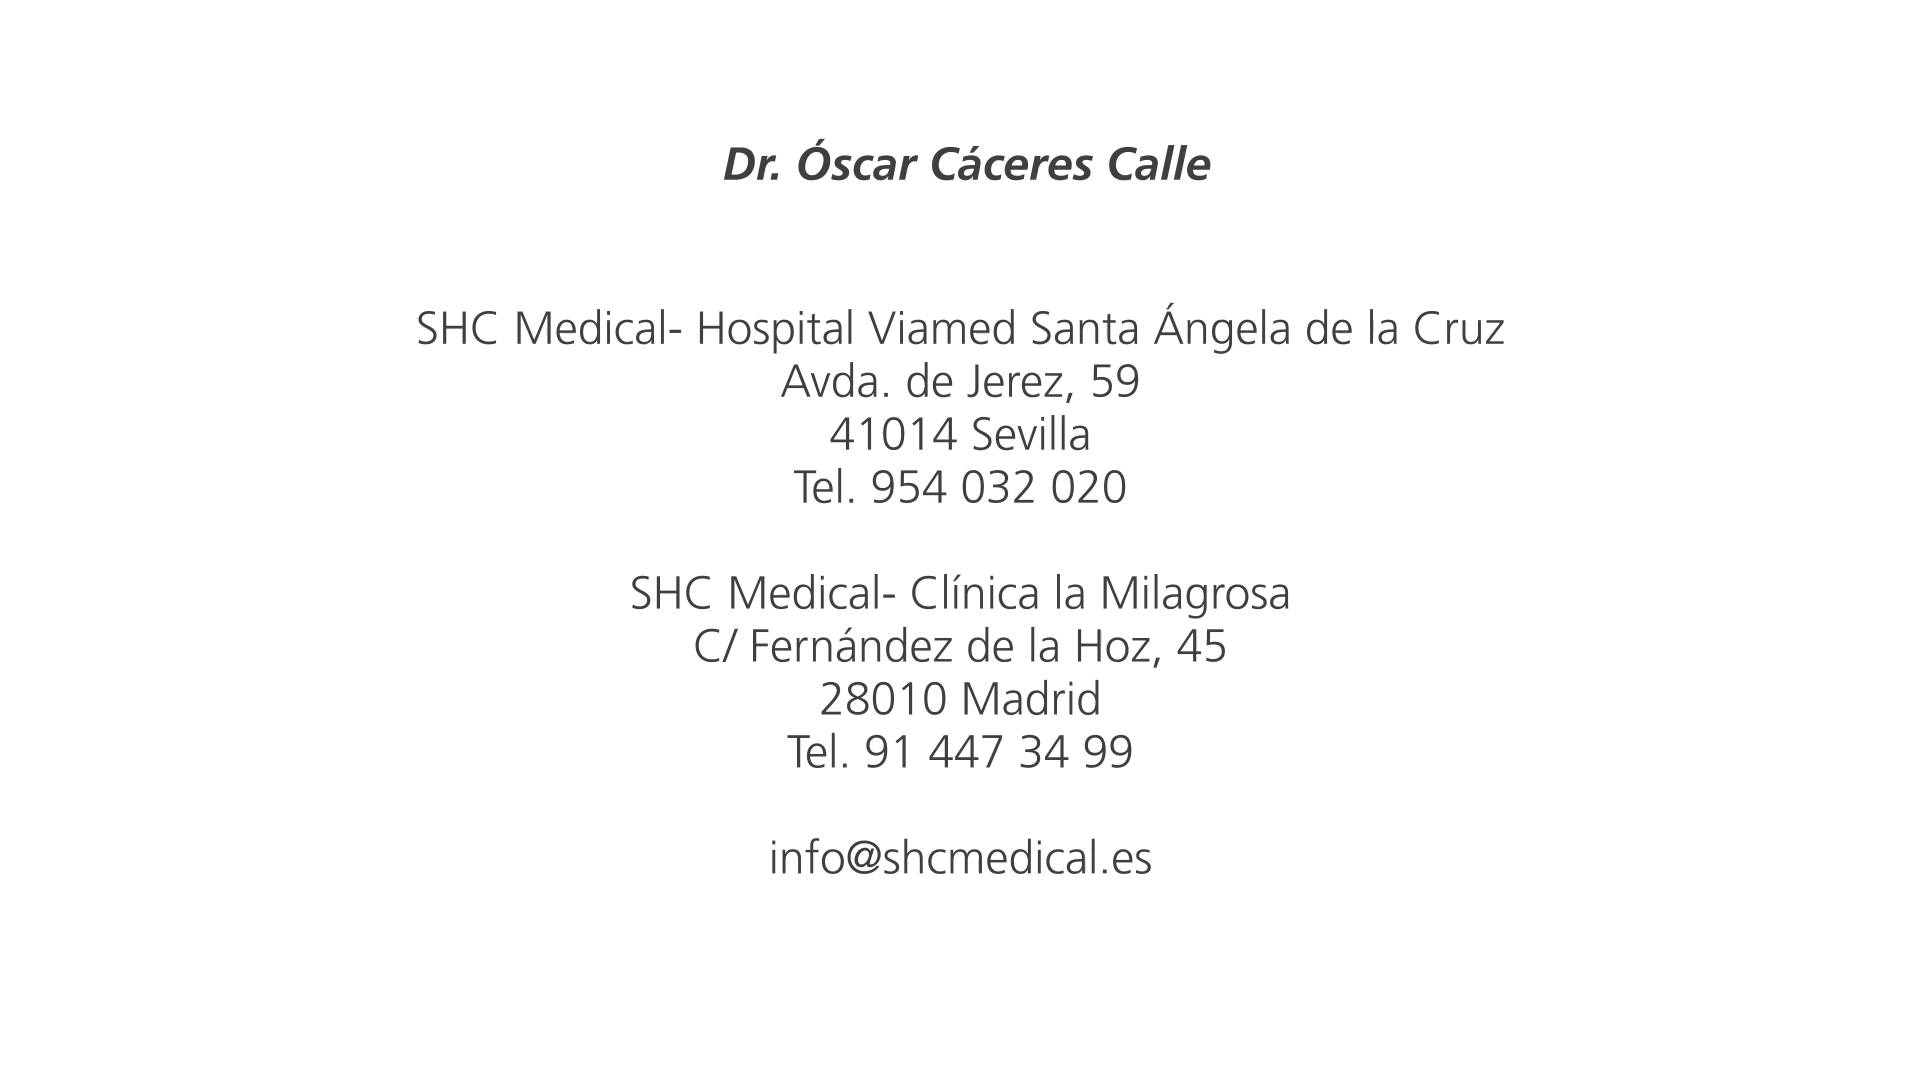 Dr. Óscar Cáceres Calle
SHC Medical- Hospital Viamed Santa Ángela de la Cruz
Avda. de Jerez, 59
41014 Sevilla
Tel. 954 032 020
SHC Medical- Clínica la Milagrosa
C/ Fernández de la Hoz, 45
28010 Madrid
Tel. 91 447 34 99
info@shcmedical.es